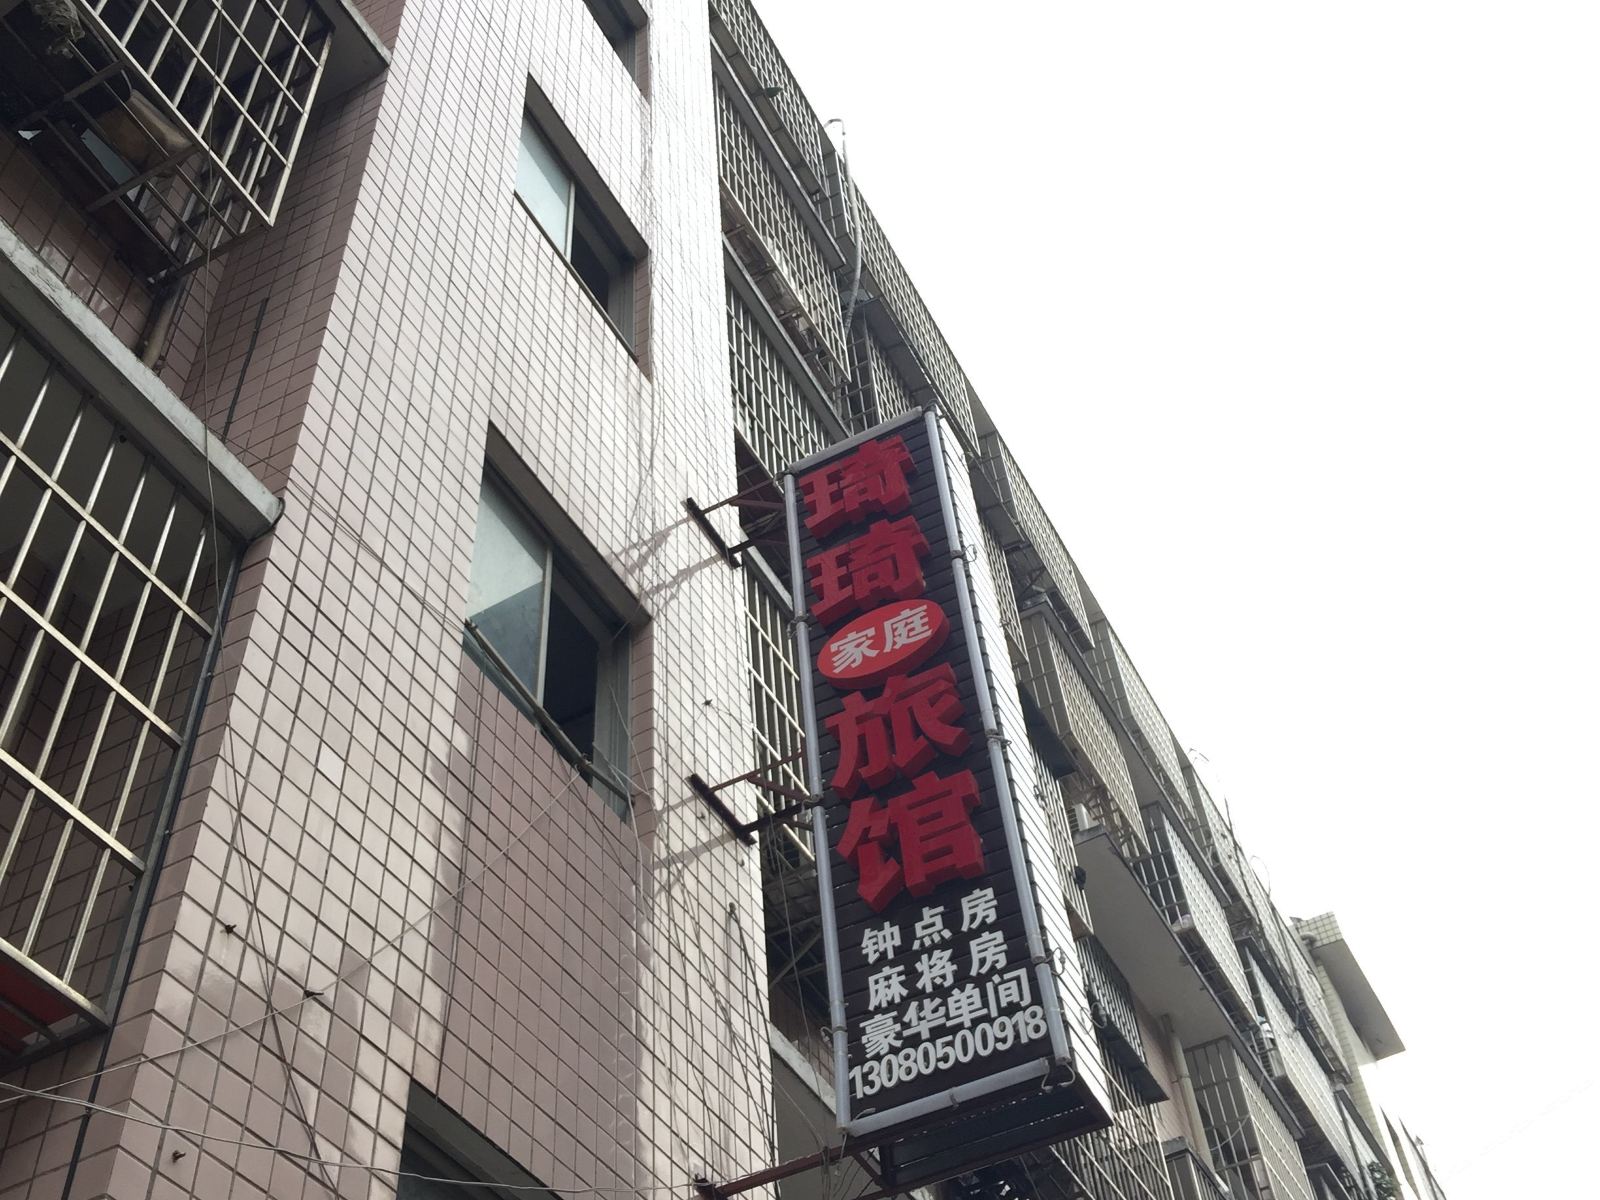 琦琦
家庭
旅馆
钟点房
麻将房
豪华单间
13080500918